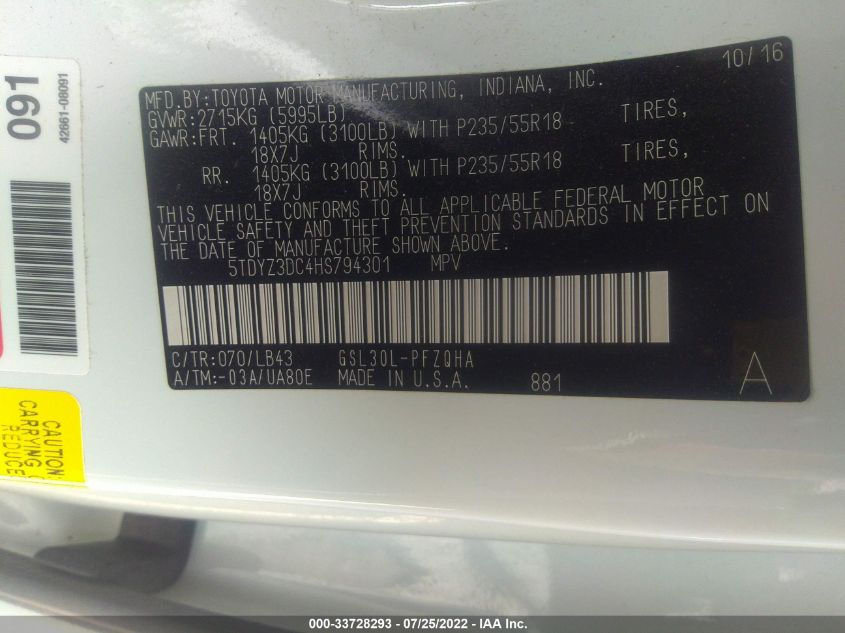 10/16
MFD.BY:TOYOTA MOTOR MANUFACTURING, INDIANA, INC.
GVWR:2715KG (5995LB)
GAWR:FRT. 1405KG (3100LB) WITH P235/55R18 TIRES,
18X7J RIMS.
RR. 1405KG (3100LB) WITH P235/55R18 TIRES,
18X7J RIMS.
THIS VEHICLE CONFORMS TO ALL APPLICABLE FEDERAL MOTOR
VEHICLE SAFETY AND THEFT PREVENTION STANDARDS IN EFFECT ON
THE DATE OF MANUFACTURE SHOWN ABOVE.
5TDYZ3DC4HS794301 MPV
C/TR:070/LB43 GSL30L-PFZQHA
A/TM:-03A/UA80E MADE IN U.S.A. 881 A
091
42661-08091
CAUTION:
CARRYING
REDUCE
000-33728293 - 07/25/2022 - IAA Inc.